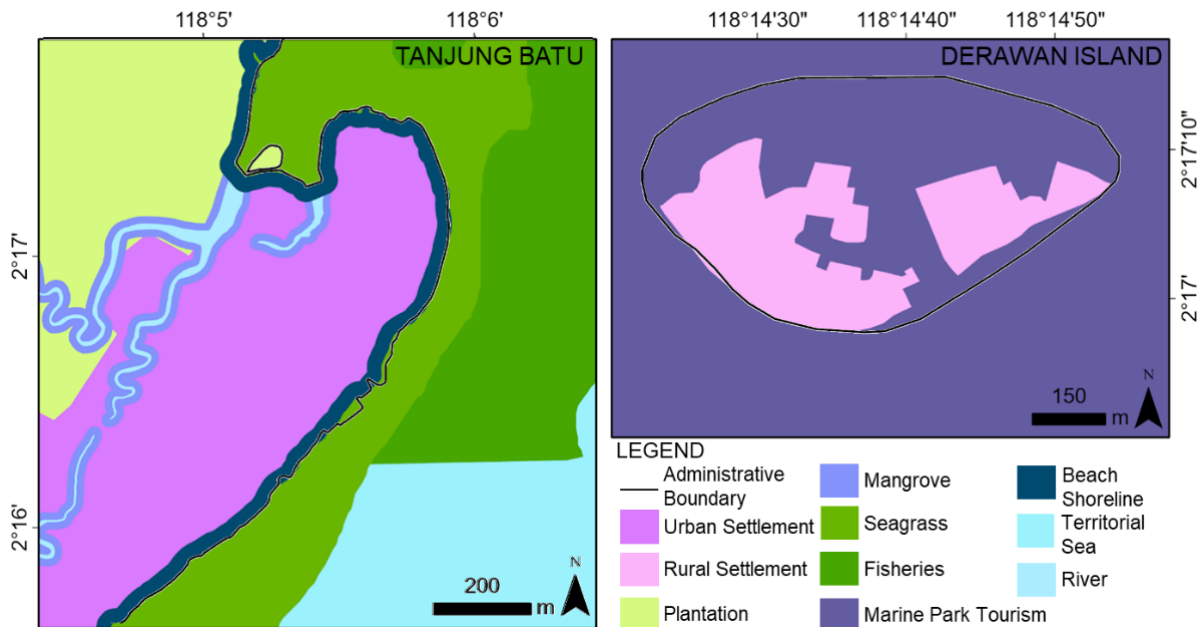 118°5'
118°6'
118°14'30"
118°14'40"
118°14'50"
TANJUNG BATU
DERAWAN ISLAND
2°17'
2°16'
2°17'10"
2°17'
N
200
m
N
150
m
LEGEND
Administrative
Boundary
Urban Settlement
Rural Settlement
Plantation
Mangrove
Seagrass
Fisheries
Marine Park Tourism
Beach
Shoreline
Territorial
Sea
River